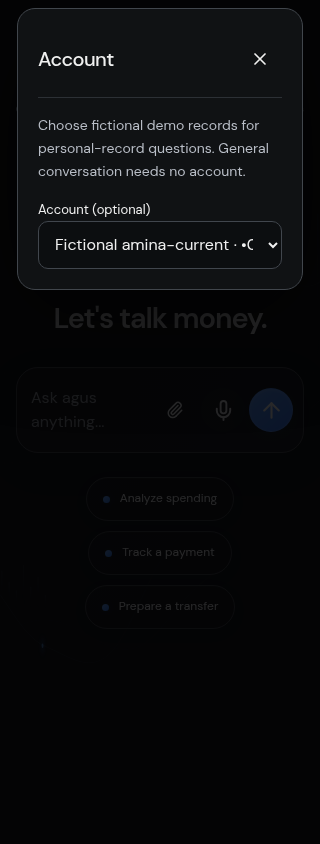 Account
Choose fictional demo records for
personal-record questions. General
conversation needs no account.
Account (optional)
Fictional amina-current ·
Let's talk money.
Ask agus
anything...
Analyze spending
Track a payment
Prepare a transfer